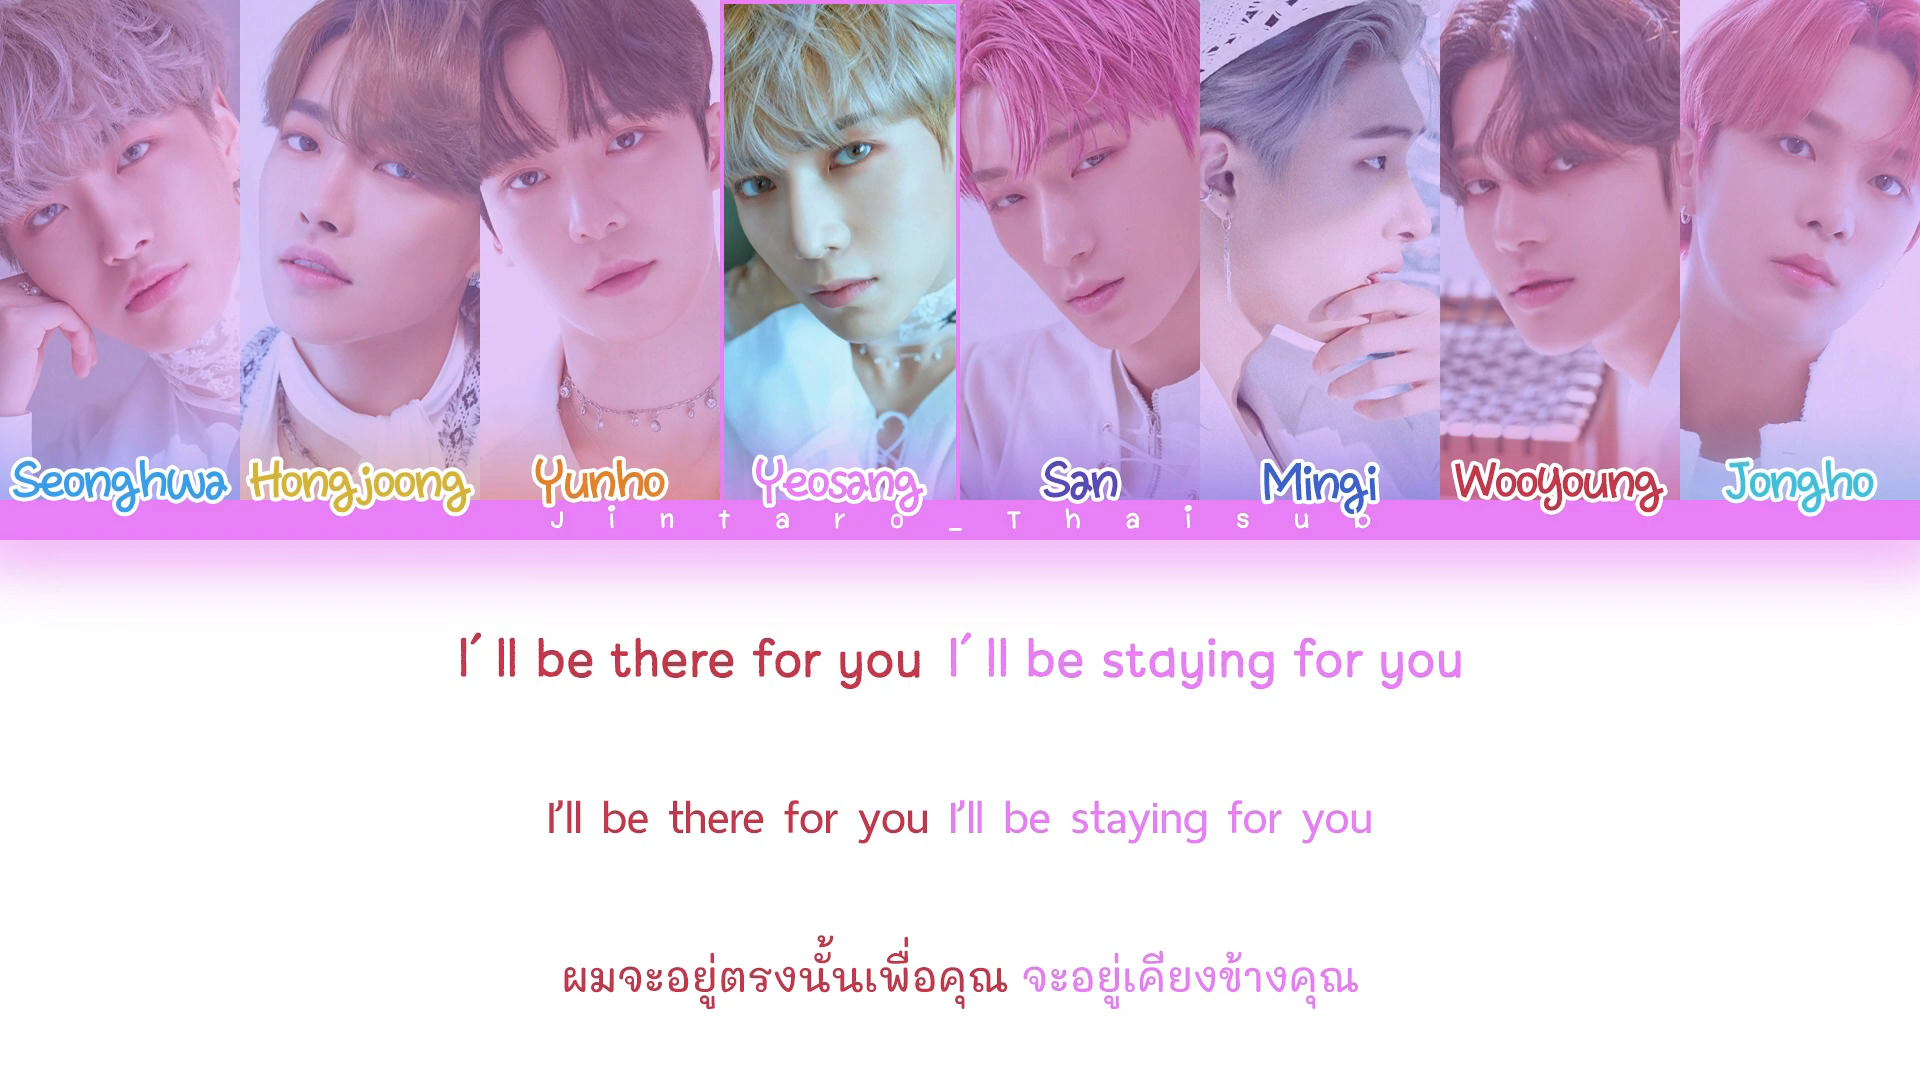 Seonghwa Hongjoong Yunho Yeosang San Mingi Wooyoung Jongho
Jintaro_Thaisub
I´ll be there for you I´ll be staying for you
I'll be there for you I'll be staying for you
ผมจะอยู่ตรงนั้นเพื่อคุณ จะอยู่เคียงข้างคุณ